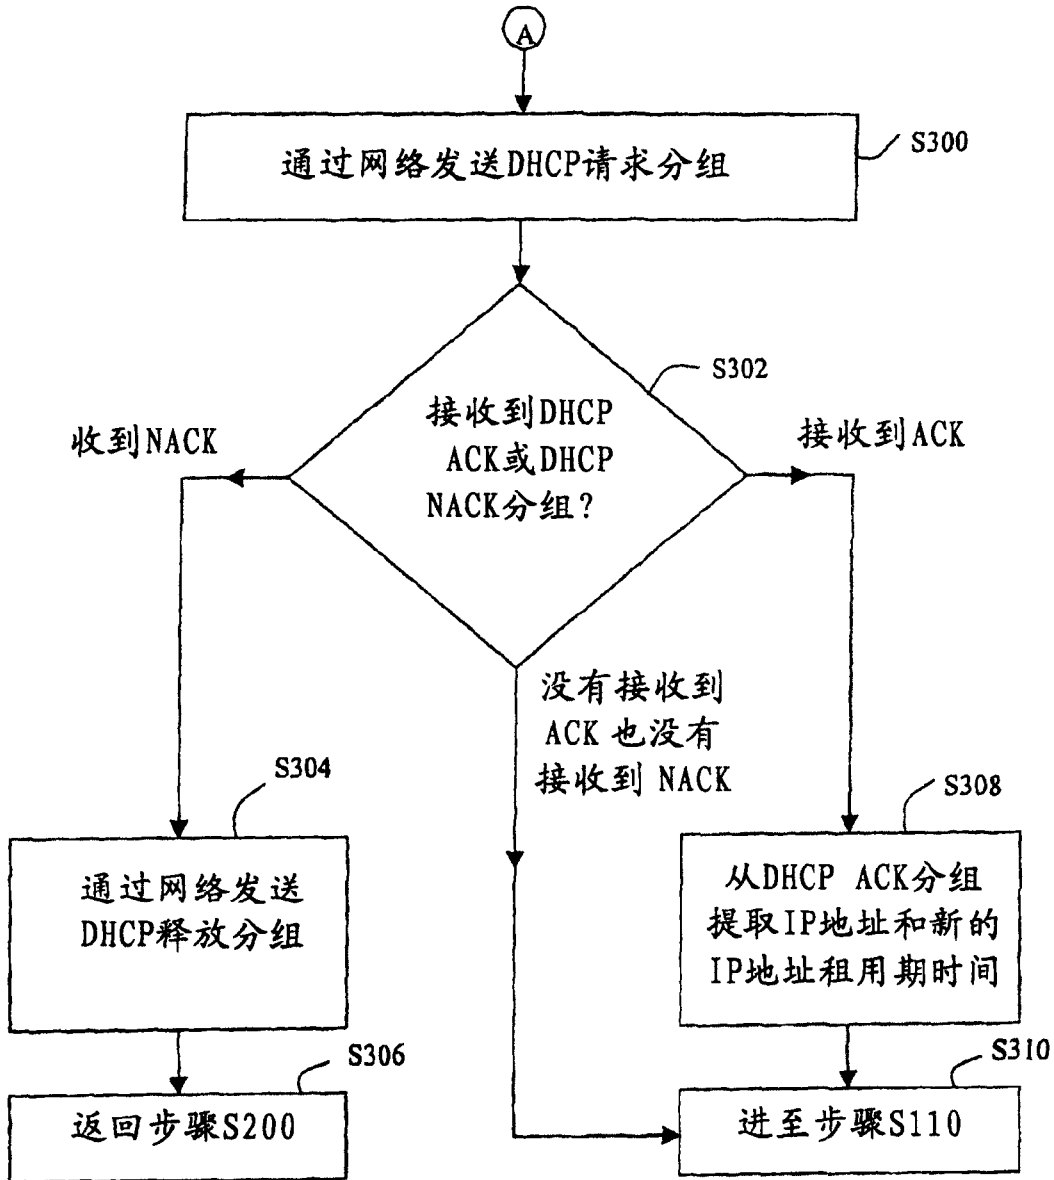 A
通过网络发送DHCP请求分组
S300
S302
接收到DHCP
ACK或DHCP
NACK分组?
收到NACK
接收到ACK
没有接收到
ACK 也没有
接收到 NACK
S304
通过网络发送
DHCP释放分组
S308
从DHCP ACK分组
提取IP地址和新的
IP地址租用期时间
S306
返回步骤S200
S310
进至步骤S110